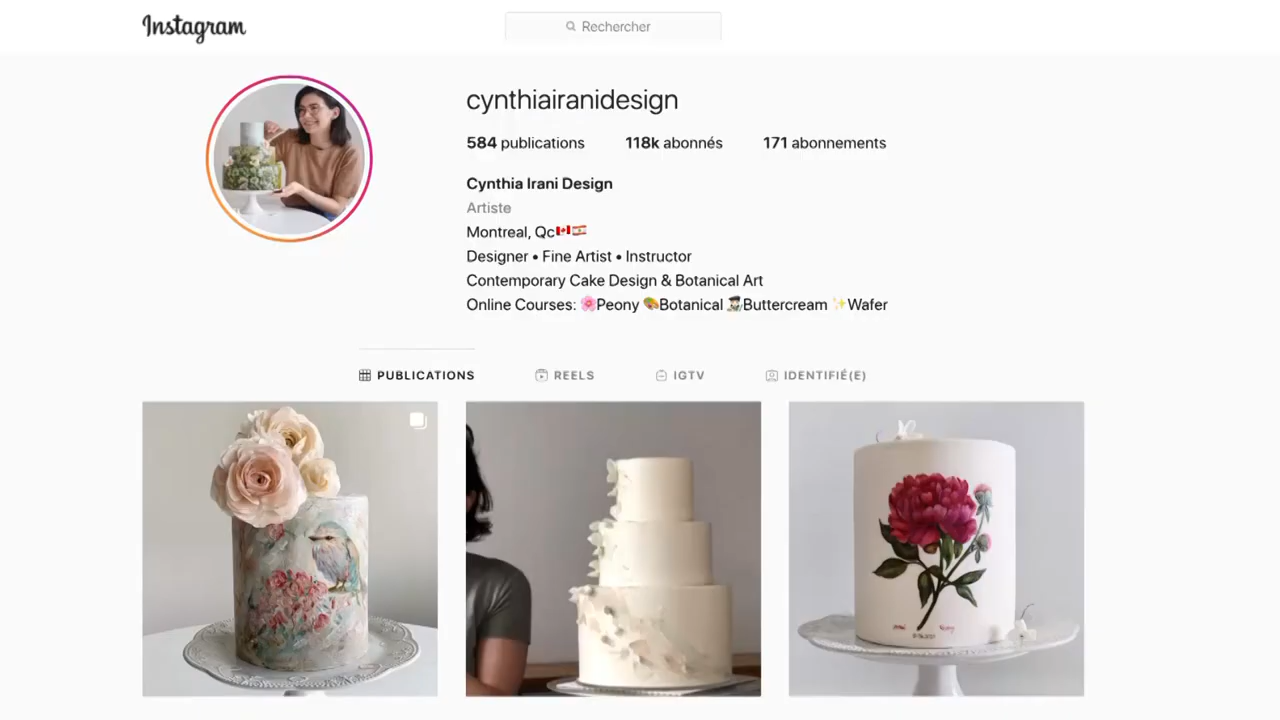 Instagram
Rechercher
cynthiairanidesign
584 publications 118k abonnés 171 abonnements
Cynthia Irani Design
Artiste
Montreal, Qc🇨🇦🇱🇧
Designer • Fine Artist • Instructor
Contemporary Cake Design & Botanical Art
Online Courses: 🌸Peony 🎨Botanical 👩🏻‍🎨Buttercream ✨Wafer
PUBLICATIONS REELS IGTV IDENTIFIÉ(E)